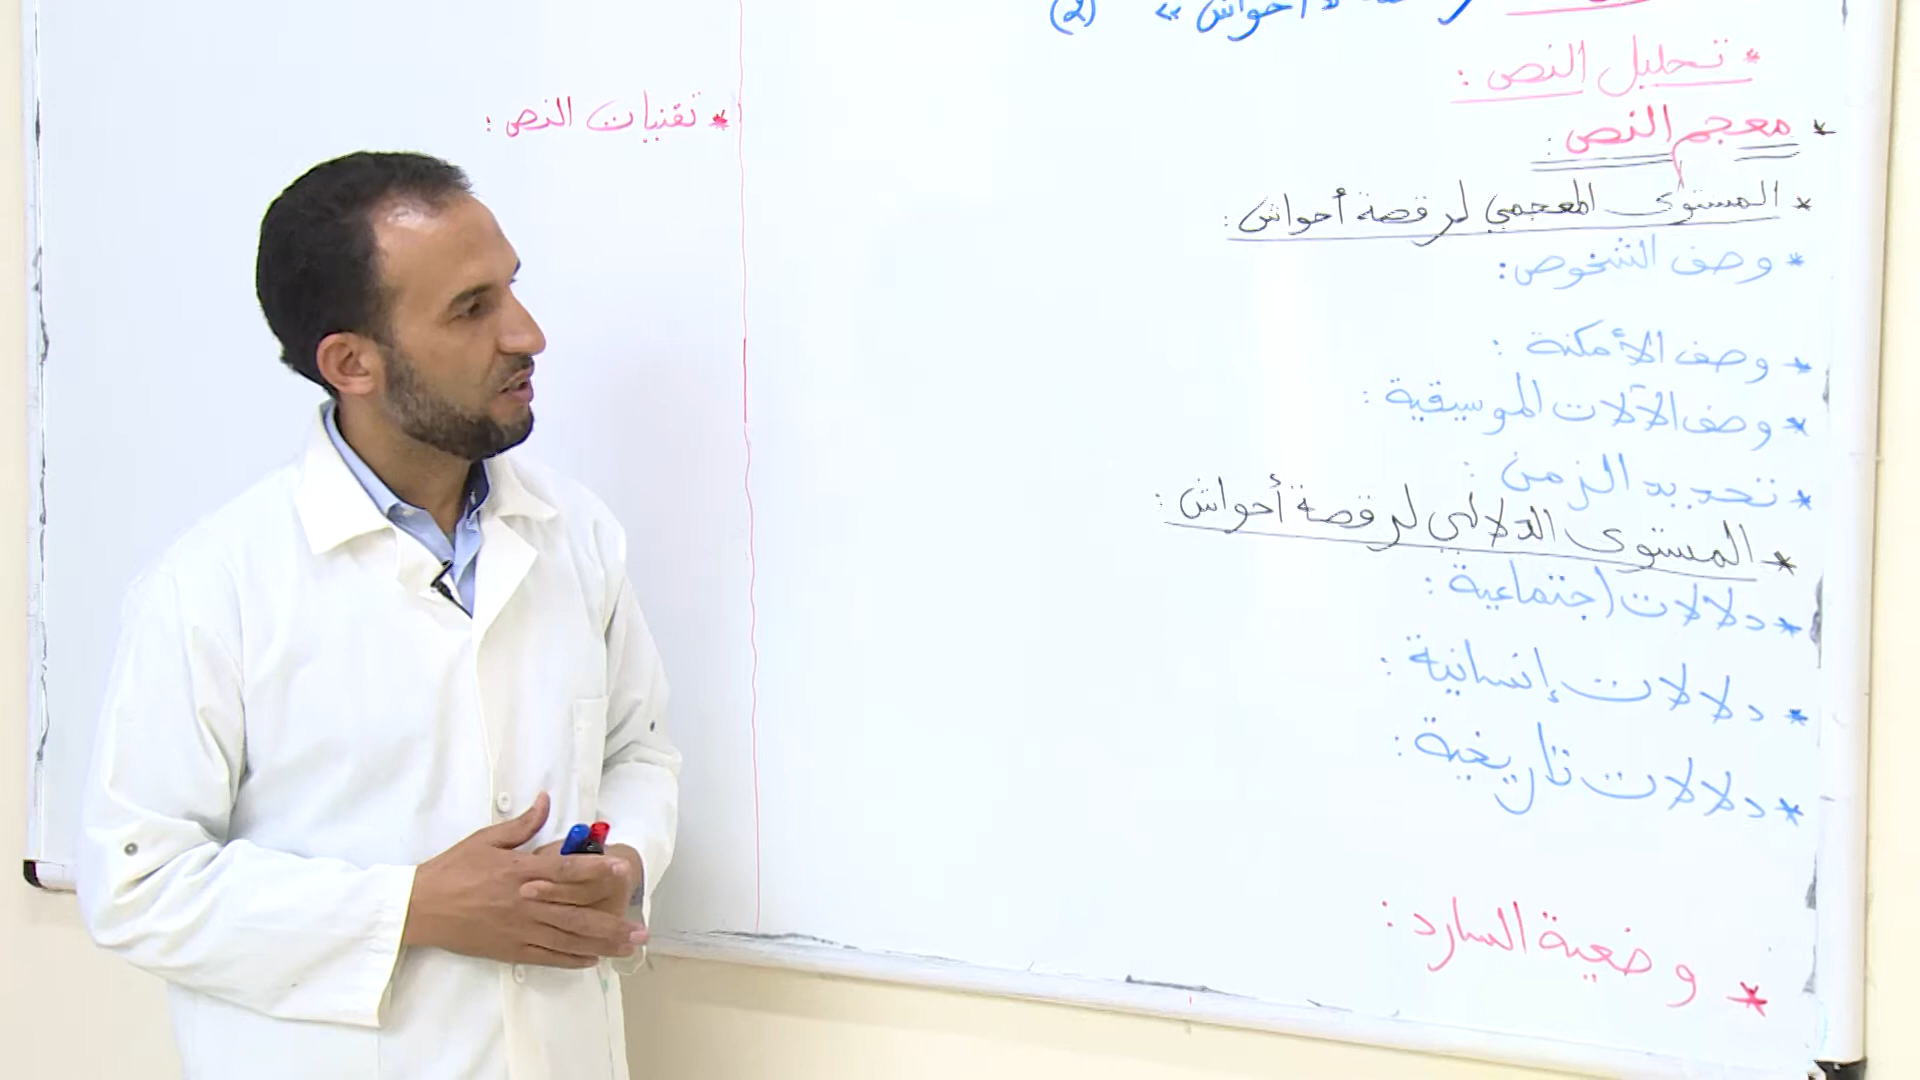 رقصة أحواش » (2)
* تحليل النص :
* معجم النص :
* المستوى المعجمي لرقصة أحواش :
* وصف الشخوص :
* وصف الأمكنة :
* وصف الآلات الموسيقية :
* تحديد الزمن :
* المستوى الدلالي لرقصة أحواش :
* دلالات اجتماعية :
* دلالات إنسانية :
* دلالات تاريخية :
* وضعية السارد :
* تقنيات النص :